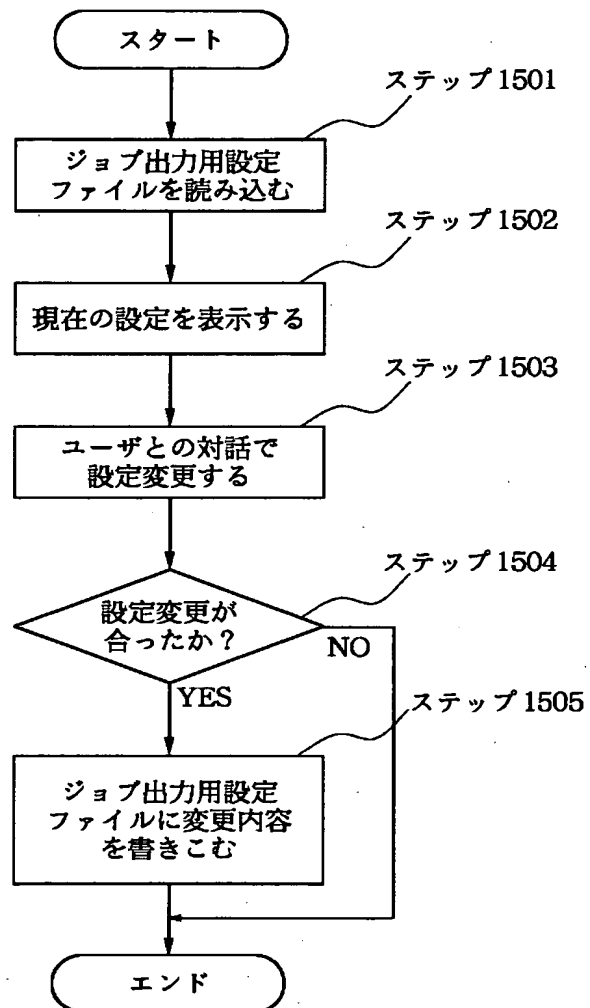 スタート
ステップ1501
ジョブ出力用設定
ファイルを読み込む
ステップ1502
現在の設定を表示する
ステップ1503
ユーザとの対話で
設定変更する
ステップ1504
設定変更が
合ったか？
NO
YES
ステップ1505
ジョブ出力用設定
ファイルに変更内容
を書きこむ
エンド